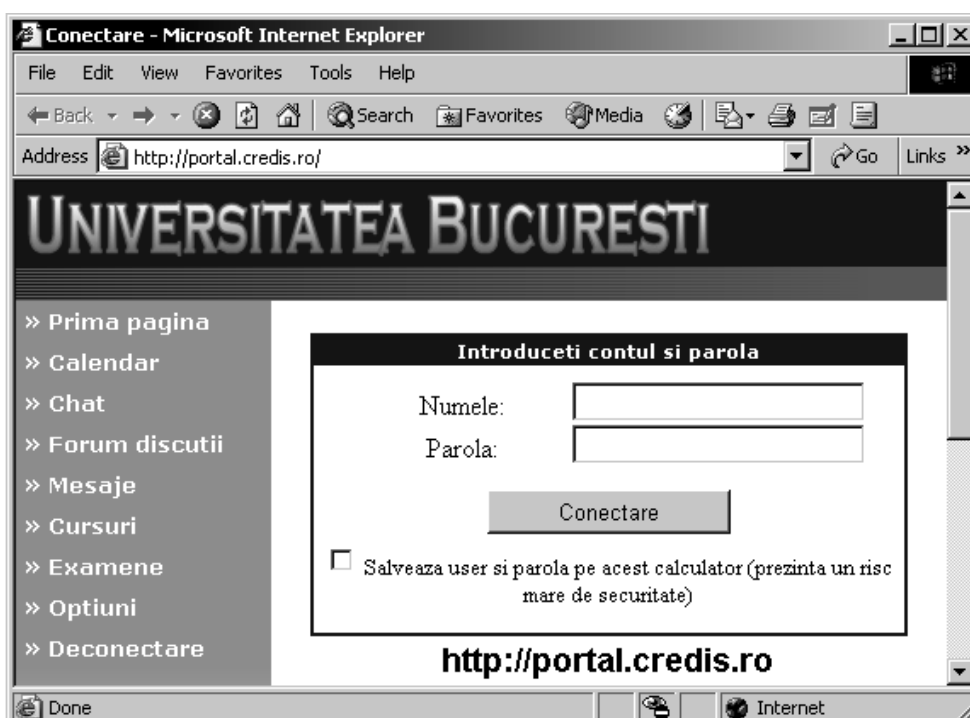 Conectare - Microsoft Internet Explorer
File Edit View Favorites Tools Help
Back Search Favorites Media
Address http://portal.credis.ro/ Go Links »
UNIVERSITATEA BUCURESTI
» Prima pagina
» Calendar
» Chat
» Forum discutii
» Mesaje
» Cursuri
» Examene
» Optiuni
» Deconectare
Introduceti contul si parola
Numele:
Parola:
Conectare
Salveaza user si parola pe acest calculator (prezinta un risc
mare de securitate)
http://portal.credis.ro
Done Internet